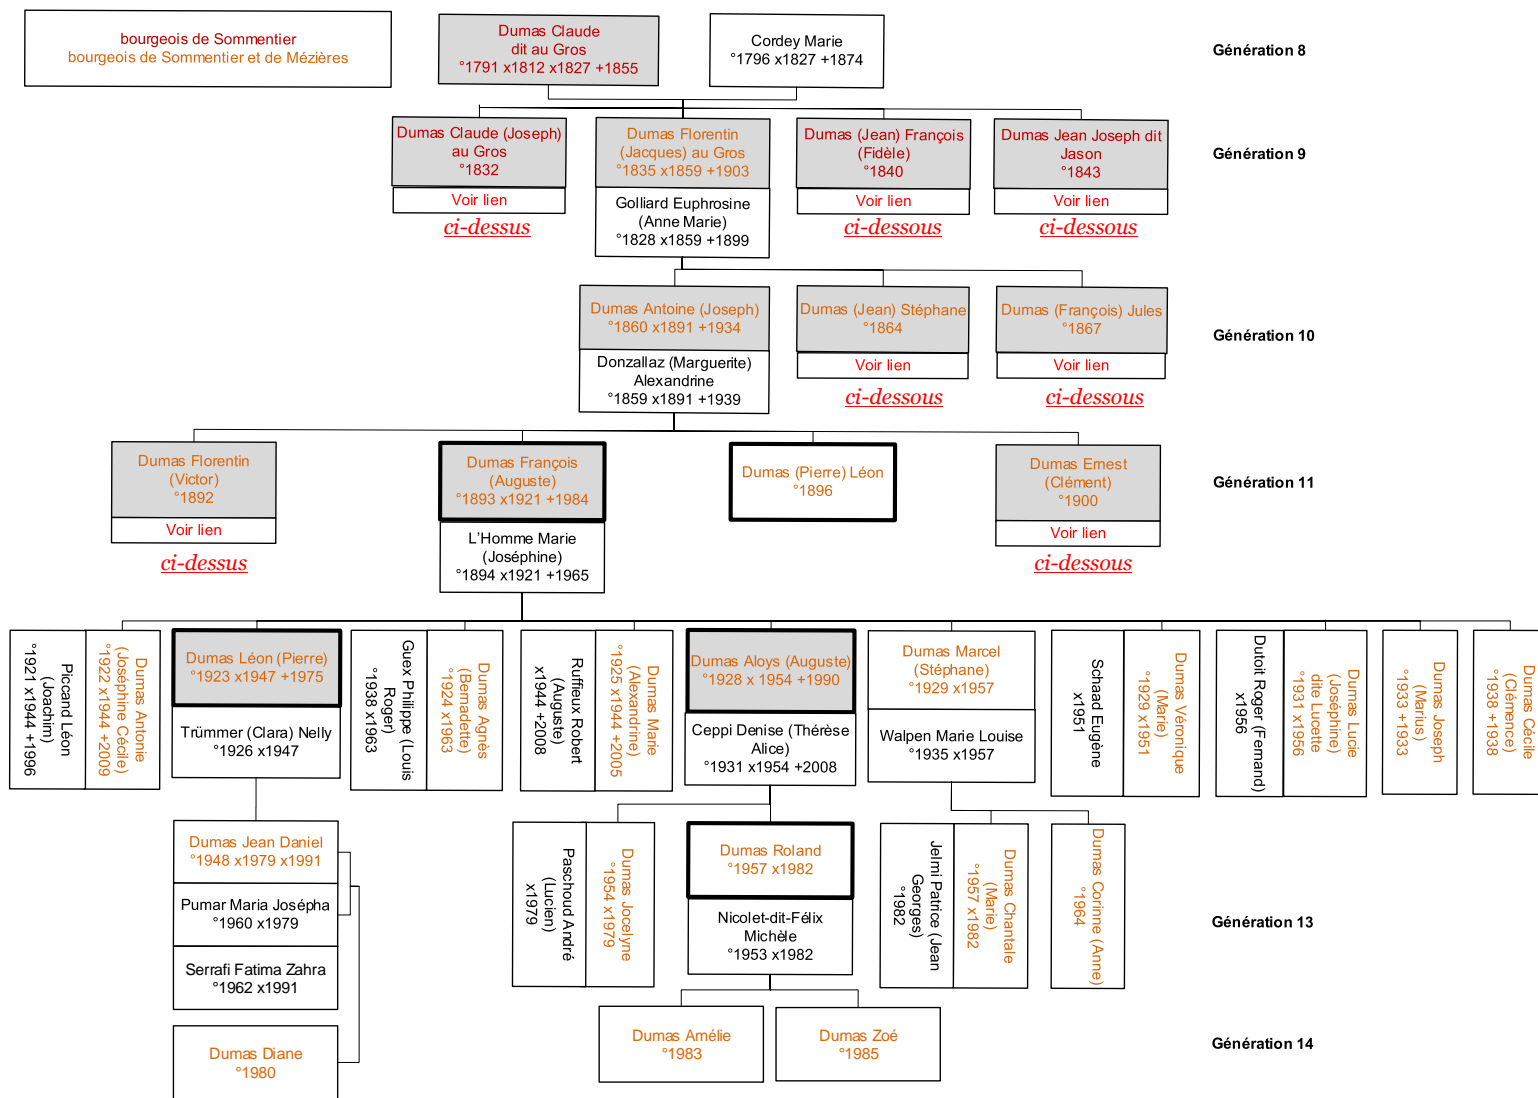 bourgeois de Sommentier
bourgeois de Sommentier et de Mézières
Dumas Claude
dit au Gros
°1791 x1812 x1827 +1855
Cordey Marie
°1796 x1827 +1874
Génération 8
Dumas Claude (Joseph)
au Gros
°1832
Voir lien
ci-dessus
Dumas Florentin
(Jacques) au Gros
°1835 x1859 +1903
Golliard Euphrosine
(Anne Marie)
°1828 x1859 +1899
Dumas (Jean) François
(Fidèle)
°1840
Voir lien
ci-dessous
Dumas Jean Joseph dit
Jason
°1843
Voir lien
ci-dessous
Génération 9
Dumas Antoine (Joseph)
°1860 x1891 +1934
Donzallaz (Marguerite)
Alexandrine
°1859 x1891 +1939
Dumas (Jean) Stéphane
°1864
Voir lien
ci-dessous
Dumas (François) Jules
°1867
Voir lien
ci-dessous
Génération 10
Dumas Florentin
(Victor)
°1892
Voir lien
ci-dessus
Dumas François
(Auguste)
°1893 x1921 +1984
L'Homme Marie
(Joséphine)
°1894 x1921 +1965
Dumas (Pierre) Léon
°1896
Dumas Ernest
(Clément)
°1900
Voir lien
ci-dessous
Génération 11
Piccand Léon
(Joachim)
°1921 x1944 +1996
Dumas Antonie
(Joséphine Cécile)
°1922 x1944 +2009
Dumas Léon (Pierre)
°1923 x1947 +1975
Trümmer (Clara) Nelly
°1926 x1947
Guex Philippe (Louis
Roger)
°1938 x1963
Dumas Agnès
(Bernadette)
°1924 x1963
Ruffieux Robert
(Auguste)
x1944 +2008
Dumas Marie
(Alexandrine)
°1925 x1944 +2005
Dumas Aloys (Auguste)
°1928 x 1954 +1990
Ceppi Denise (Thérèse
Alice)
°1931 x1954 +2008
Dumas Marcel
(Stéphane)
°1929 x1957
Walpen Marie Louise
°1935 x1957
Schaad Eugène
x1951
Dumas Véronique
(Marie)
°1929 x1951
Dutoit Roger (Fernand)
x1956
Dumas Lucie
(Joséphine)
dite Lucette
°1931 x1956
Dumas Joseph
(Marius)
°1933 +1933
Dumas Cécile
(Clémence)
°1938 +1938
Dumas Jean Daniel
°1948 x1979 x1991
Pumar Maria Josépha
°1960 x1979
Serrafi Fatima Zahra
°1962 x1991
Paschoud André
(Lucien)
x1979
Dumas Jocelyne
°1954 x1979
Dumas Roland
°1957 x1982
Nicolet-dit-Félix
Michèle
°1953 x1982
Jelmi Patrice (Jean
Georges)
°1982
Dumas Chantale
(Marie)
°1957 x1982
Dumas Corinne (Anne)
°1964
Génération 13
Dumas Diane
°1980
Dumas Amélie
°1983
Dumas Zoé
°1985
Génération 14